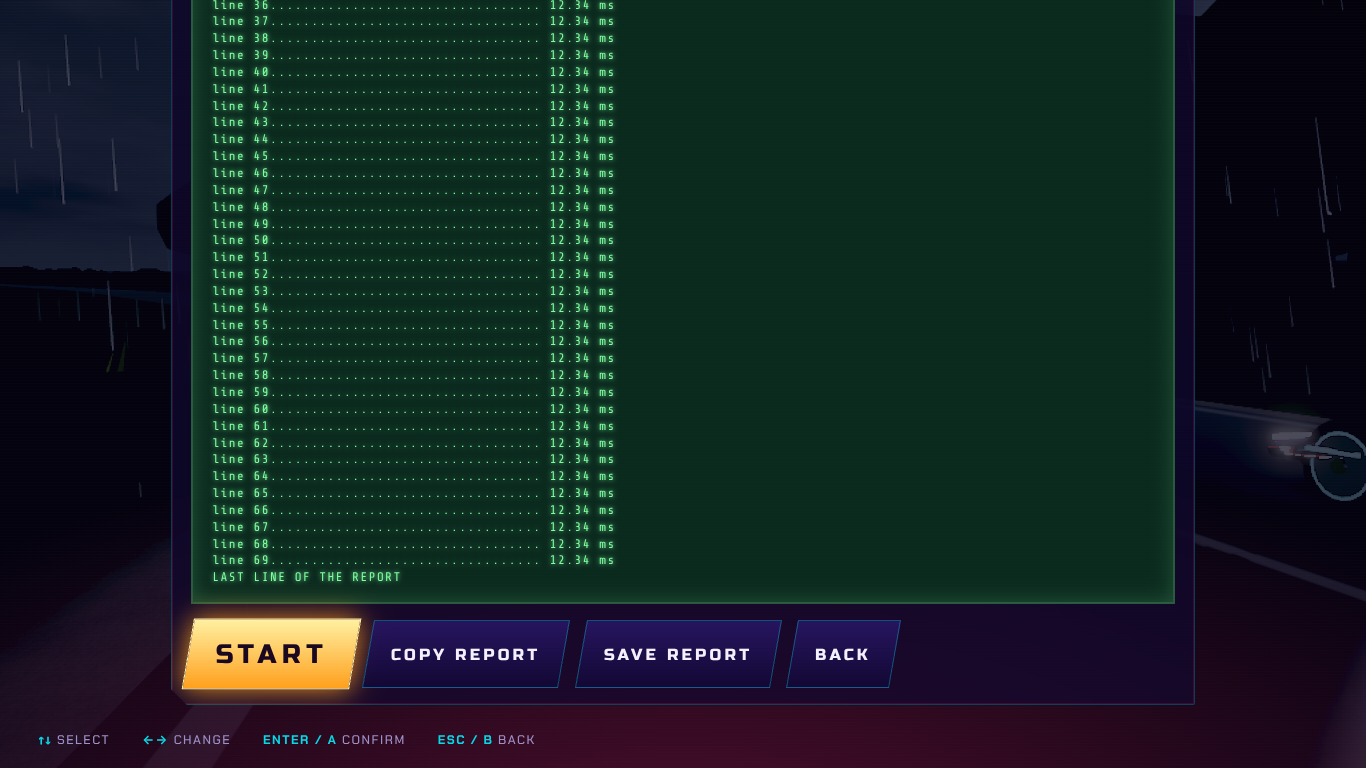 line 36................................. 12.34 ms
line 37................................. 12.34 ms
line 38................................. 12.34 ms
line 39................................. 12.34 ms
line 40................................. 12.34 ms
line 41................................. 12.34 ms
line 42................................. 12.34 ms
line 43................................. 12.34 ms
line 44................................. 12.34 ms
line 45................................. 12.34 ms
line 46................................. 12.34 ms
line 47................................. 12.34 ms
line 48................................. 12.34 ms
line 49................................. 12.34 ms
line 50................................. 12.34 ms
line 51................................. 12.34 ms
line 52................................. 12.34 ms
line 53................................. 12.34 ms
line 54................................. 12.34 ms
line 55................................. 12.34 ms
line 56................................. 12.34 ms
line 57................................. 12.34 ms
line 58................................. 12.34 ms
line 59................................. 12.34 ms
line 60................................. 12.34 ms
line 61................................. 12.34 ms
line 62................................. 12.34 ms
line 63................................. 12.34 ms
line 64................................. 12.34 ms
line 65................................. 12.34 ms
line 66................................. 12.34 ms
line 67................................. 12.34 ms
line 68................................. 12.34 ms
line 69................................. 12.34 ms
LAST LINE OF THE REPORT
START COPY REPORT SAVE REPORT BACK
↑↓ SELECT ←→ CHANGE ENTER / A CONFIRM ESC / B BACK